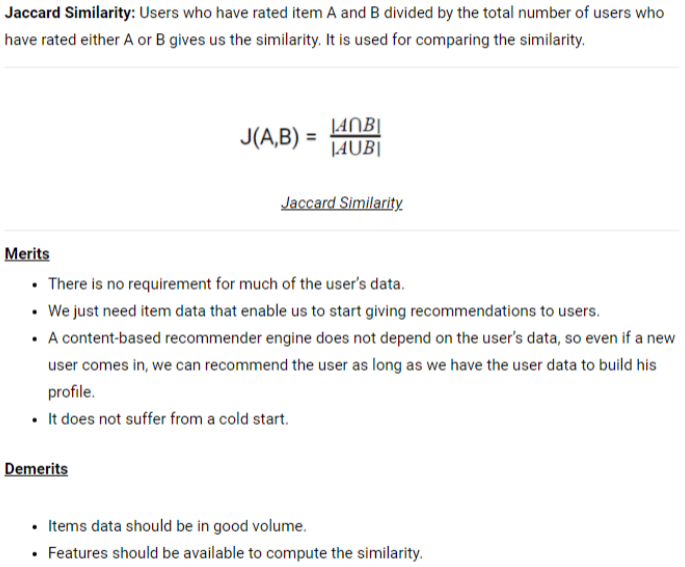 Jaccard Similarity: Users who have rated item A and B divided by the total number of users who
have rated either A or B gives us the similarity. It is used for comparing the similarity.
J(A,B) = |A∩B| / |A∪B|
Jaccard Similarity
Merits
• There is no requirement for much of the user's data.
• We just need item data that enable us to start giving recommendations to users.
• A content-based recommender engine does not depend on the user's data, so even if a new
user comes in, we can recommend the user as long as we have the user data to build his
profile.
• It does not suffer from a cold start.
Demerits
• Items data should be in good volume.
• Features should be available to compute the similarity.